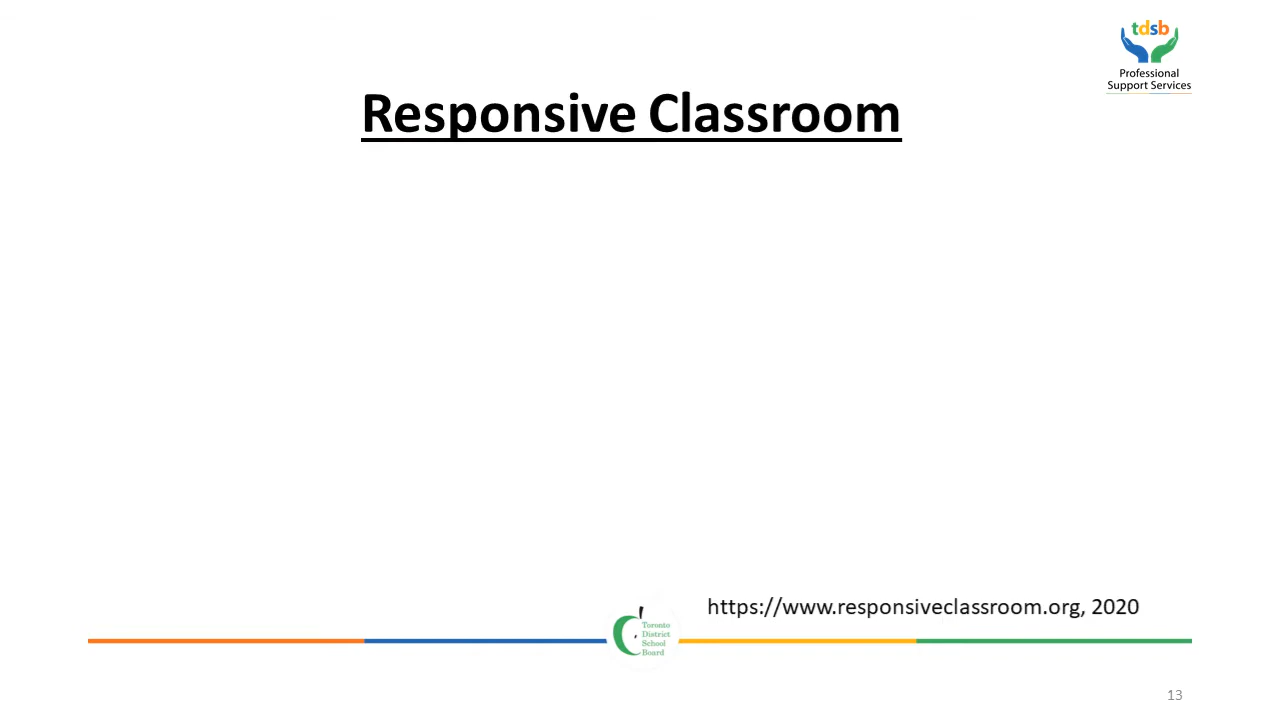 tdsb
Professional
Support Services
Responsive Classroom
https://www.responsiveclassroom.org, 2020
Toronto
District
School
Board
13